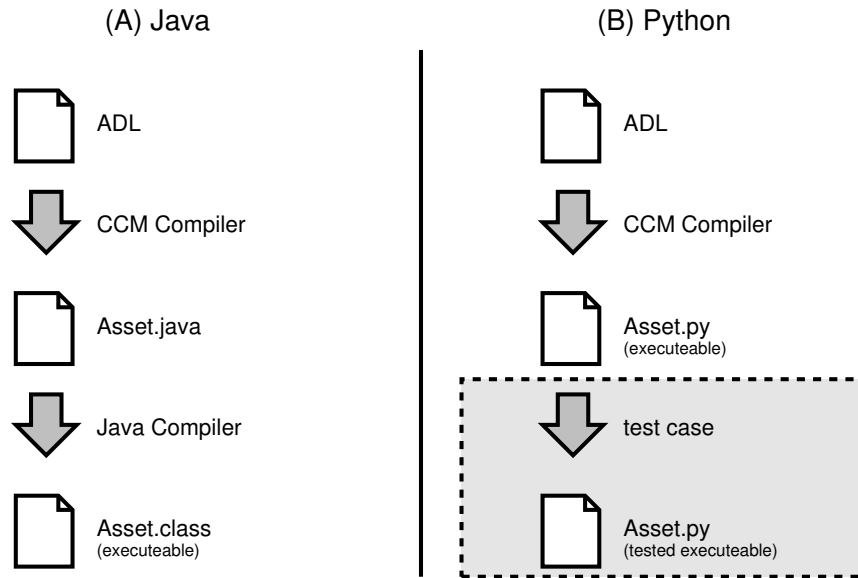 (A) Java
ADL
CCM Compiler
Asset.java
Java Compiler
Asset.class
(executeable)
(B) Python
ADL
CCM Compiler
Asset.py
(executeable)
test case
Asset.py
(tested executeable)